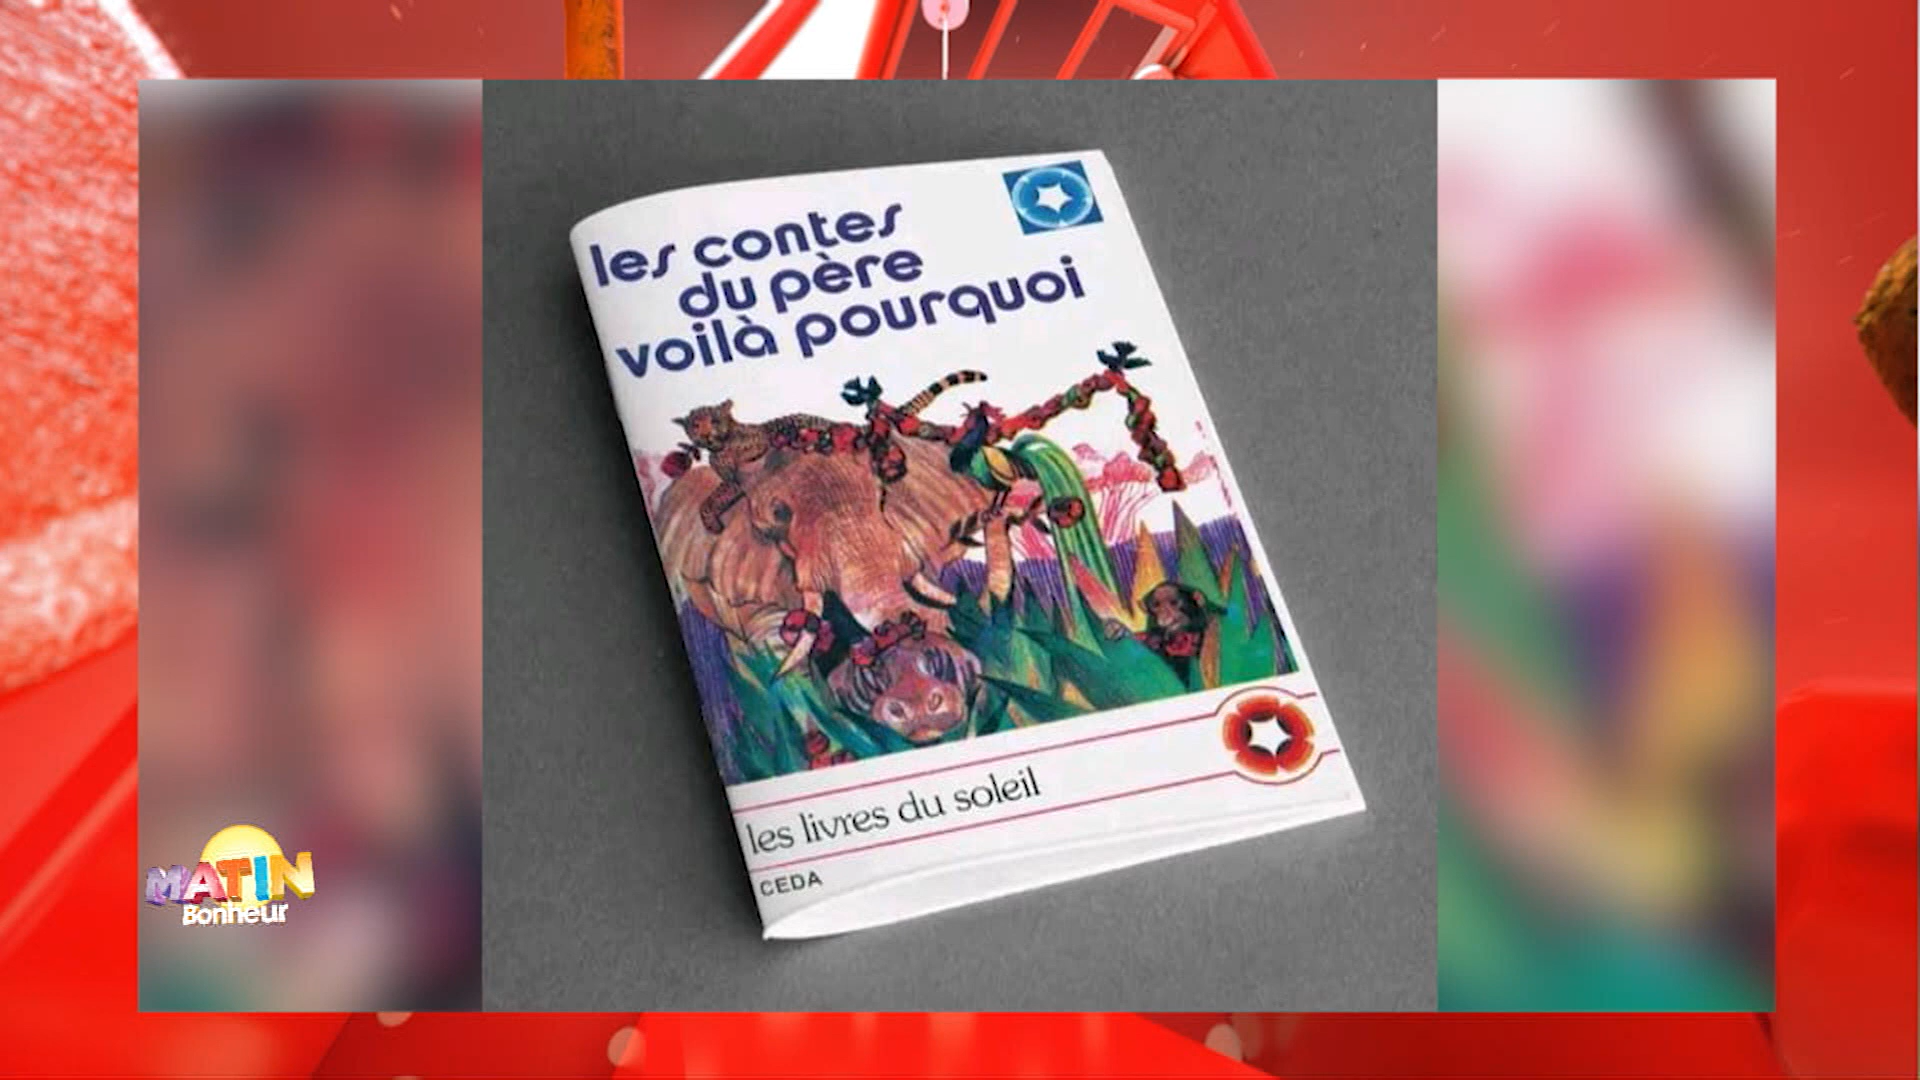 les contes
du père
voilà pourquoi
les livres du soleil
CEDA
MATIN
Bonheur